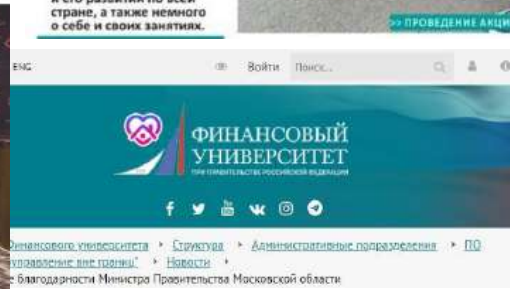 и его развитии по всей
стране, а также немного
о себе и своих занятиях.
>> ПРОВЕДЕНИЕ АКЦИ
ENG Войти Поиск...
ФИНАНСОВЫЙ
УНИВЕРСИТЕТ
ПРИ ПРАВИТЕЛЬСТВЕ РОССИЙСКОЙ ФЕДЕРАЦИИ
Финансового университета Структура Административные подразделения ПО
управление вне границ" Новости
е благодарности Министра Правительства Московской области